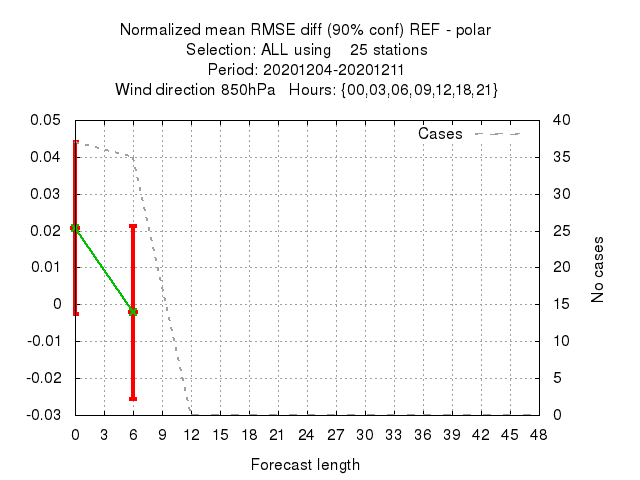 Normalized mean RMSE diff (90% conf) REF - polar
Selection: ALL using    25 stations
Period: 20201204-20201211
Wind direction 850hPa   Hours: {00,03,06,09,12,18,21}
Cases
0.05
0.04
0.03
0.02
0.01
0
-0.01
-0.02
-0.03
40
35
30
25
20
15
10
5
0
No cases
0 3 6 9 12 15 18 21 24 27 30 33 36 39 42 45 48
Forecast length